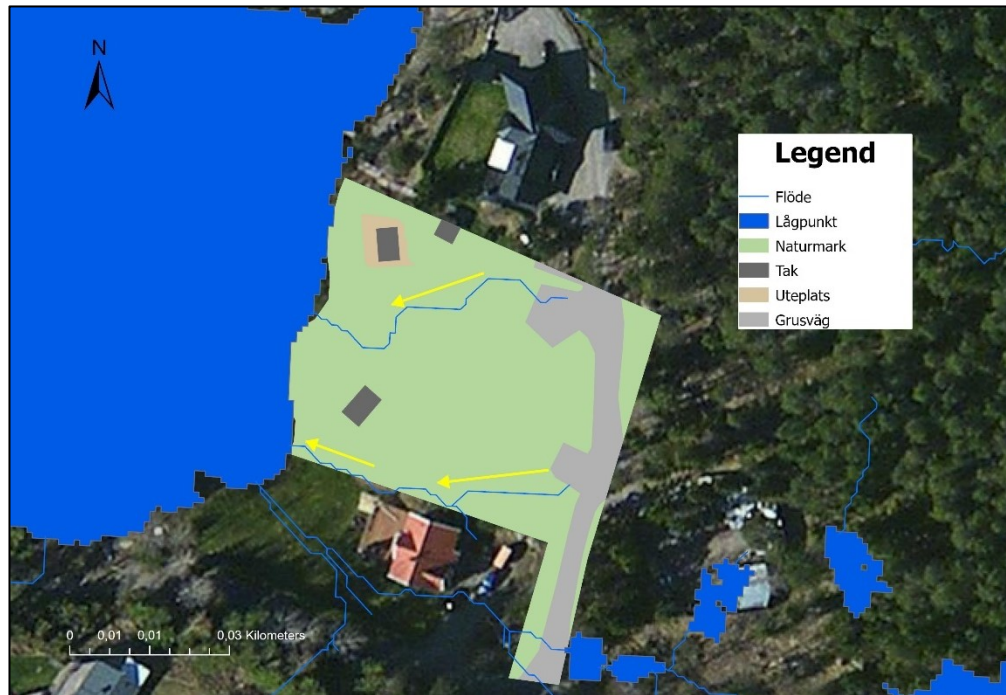 N
Legend
Flöde
Lågpunkt
Naturmark
Tak
Uteplats
Grusväg
0 0,01 0,01 0,03 Kilometers